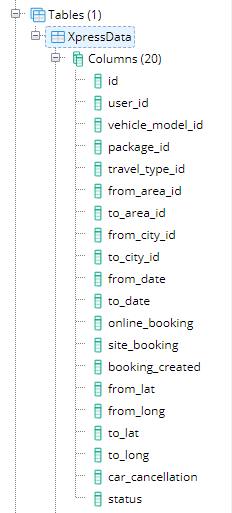 Tables (1)
XpressData
Columns (20)
id
user_id
vehicle_model_id
package_id
travel_type_id
from_area_id
to_area_id
from_city_id
to_city_id
from_date
to_date
online_booking
site_booking
booking_created
from_lat
from_long
to_lat
to_long
car_cancellation
status